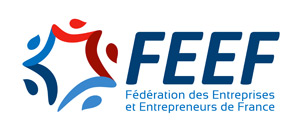 FEEF
Fédération des Entreprises
et Entrepreneurs de France